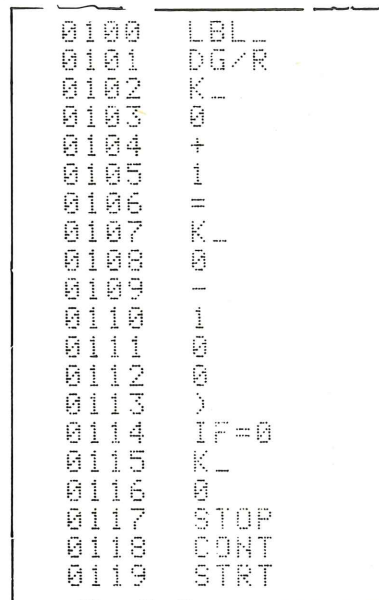 0100 LBL_
0101 DG/R
0102 K_
0103 0
0104 +
0105 1
0106 =
0107 K_
0108 0
0109 -
0110 1
0111 0
0112 0
0113 )
0114 IF=0
0115 K_
0116 0
0117 STOP
0118 CONT
0119 STRT